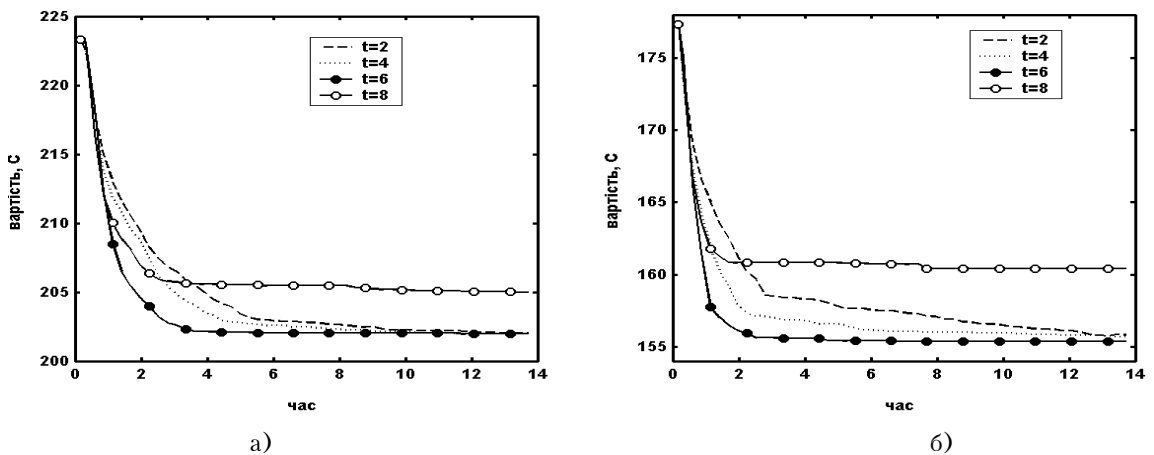 225
220
215
210
205
200
вартість, С
0 2 4 6 8 10 12 14
час
t=2
t=4
t=6
t=8
а)
175
170
165
160
155
вартість, С
0 2 4 6 8 10 12 14
час
t=2
t=4
t=6
t=8
б)